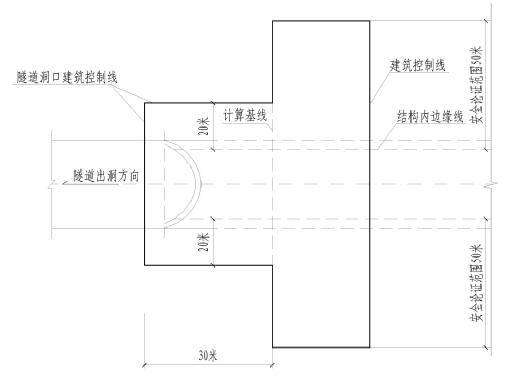 隧道洞口建筑控制线
计算基线
建筑控制线
结构内边缘线
安全论证范围50米
20米
隧道出洞方向
20米
安全论证范围50米
30米